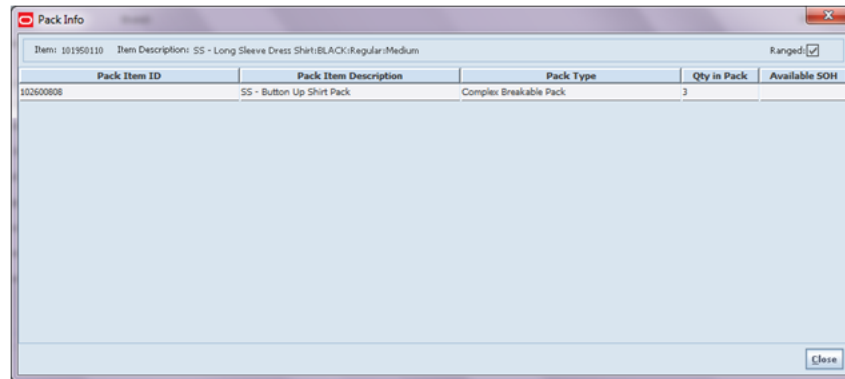 Pack Info
Item: 101950110 Item Description: SS - Long Sleeve Dress Shirt:BLACK:Regular:Medium Ranged:
Pack Item ID Pack Item Description Pack Type Qty in Pack Available SOH
102600808 SS - Button Up Shirt Pack Complex Breakable Pack 3
Close